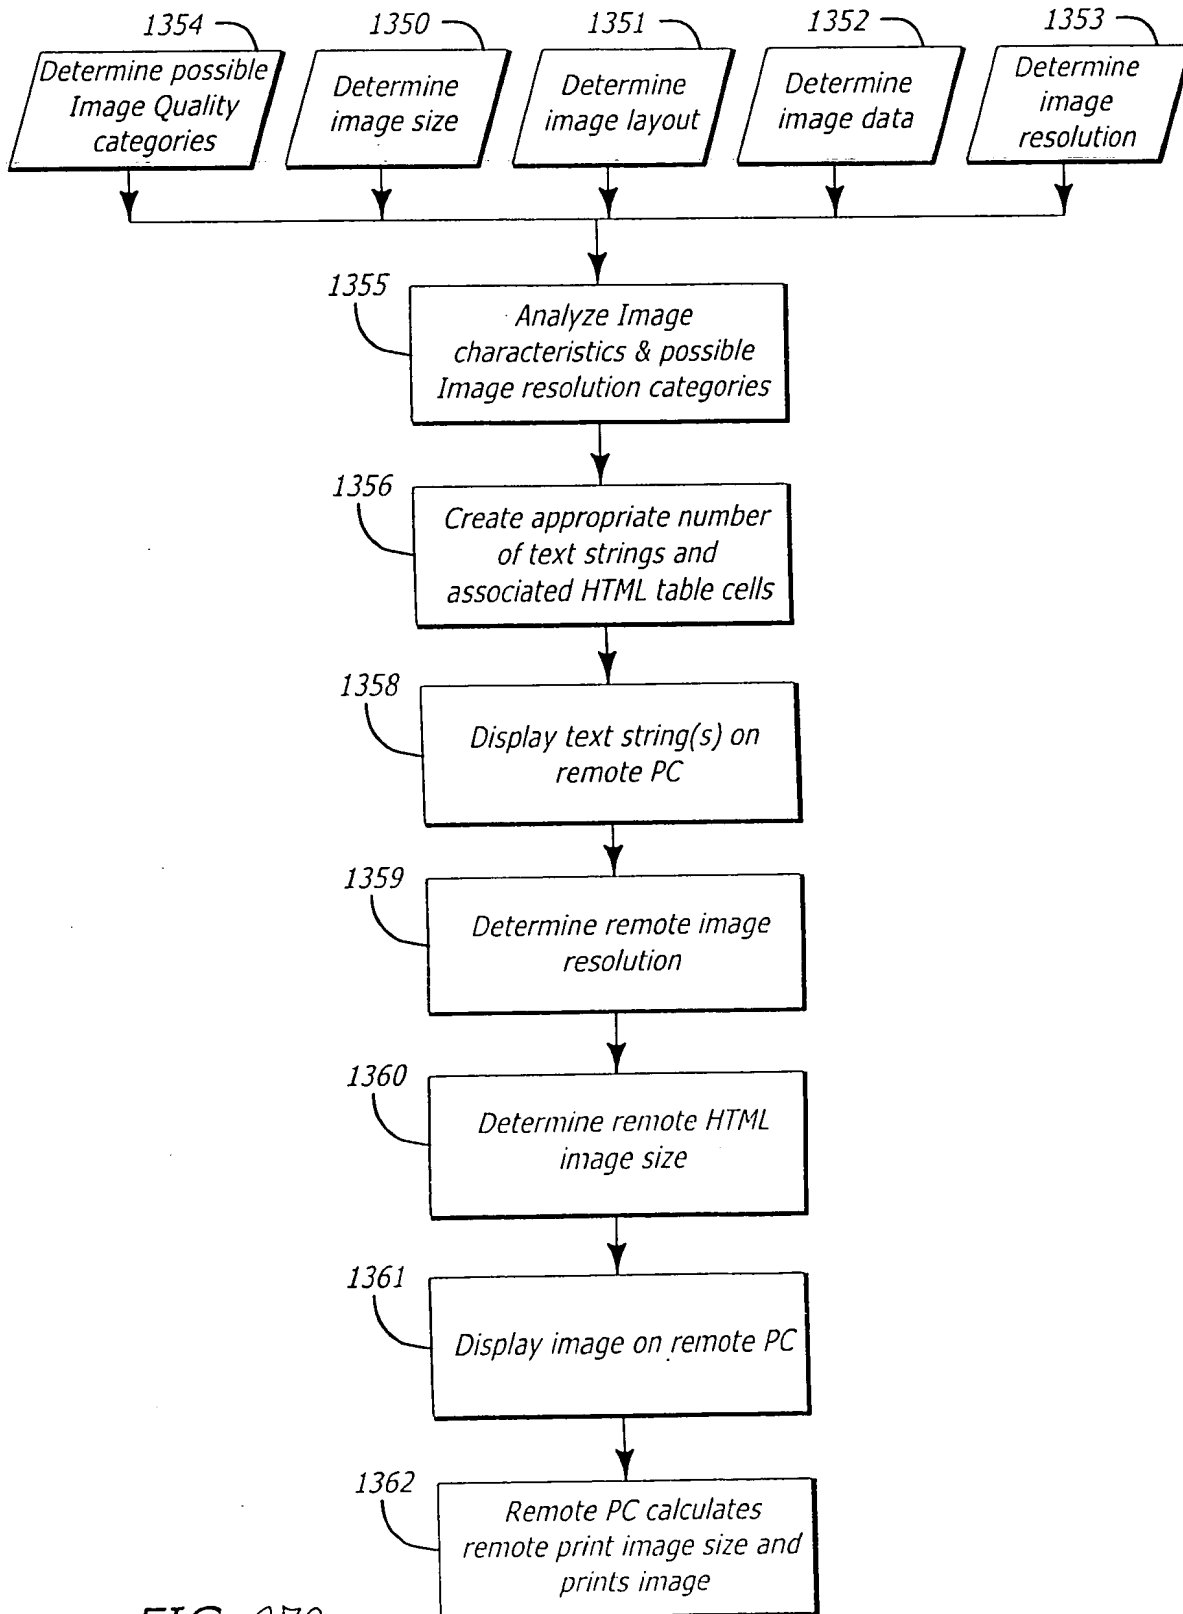 1354
1350
1351
1352
1353
Determine possible
Image Quality
categories
Determine
image size
Determine
image layout
Determine
image data
Determine
image
resolution
1355
Analyze Image
characteristics & possible
Image resolution categories
1356
Create appropriate number
of text strings and
associated HTML table cells
1358
Display text string(s) on
remote PC
1359
Determine remote image
resolution
1360
Determine remote HTML
image size
1361
Display image on remote PC
1362
Remote PC calculates
remote print image size and
prints image